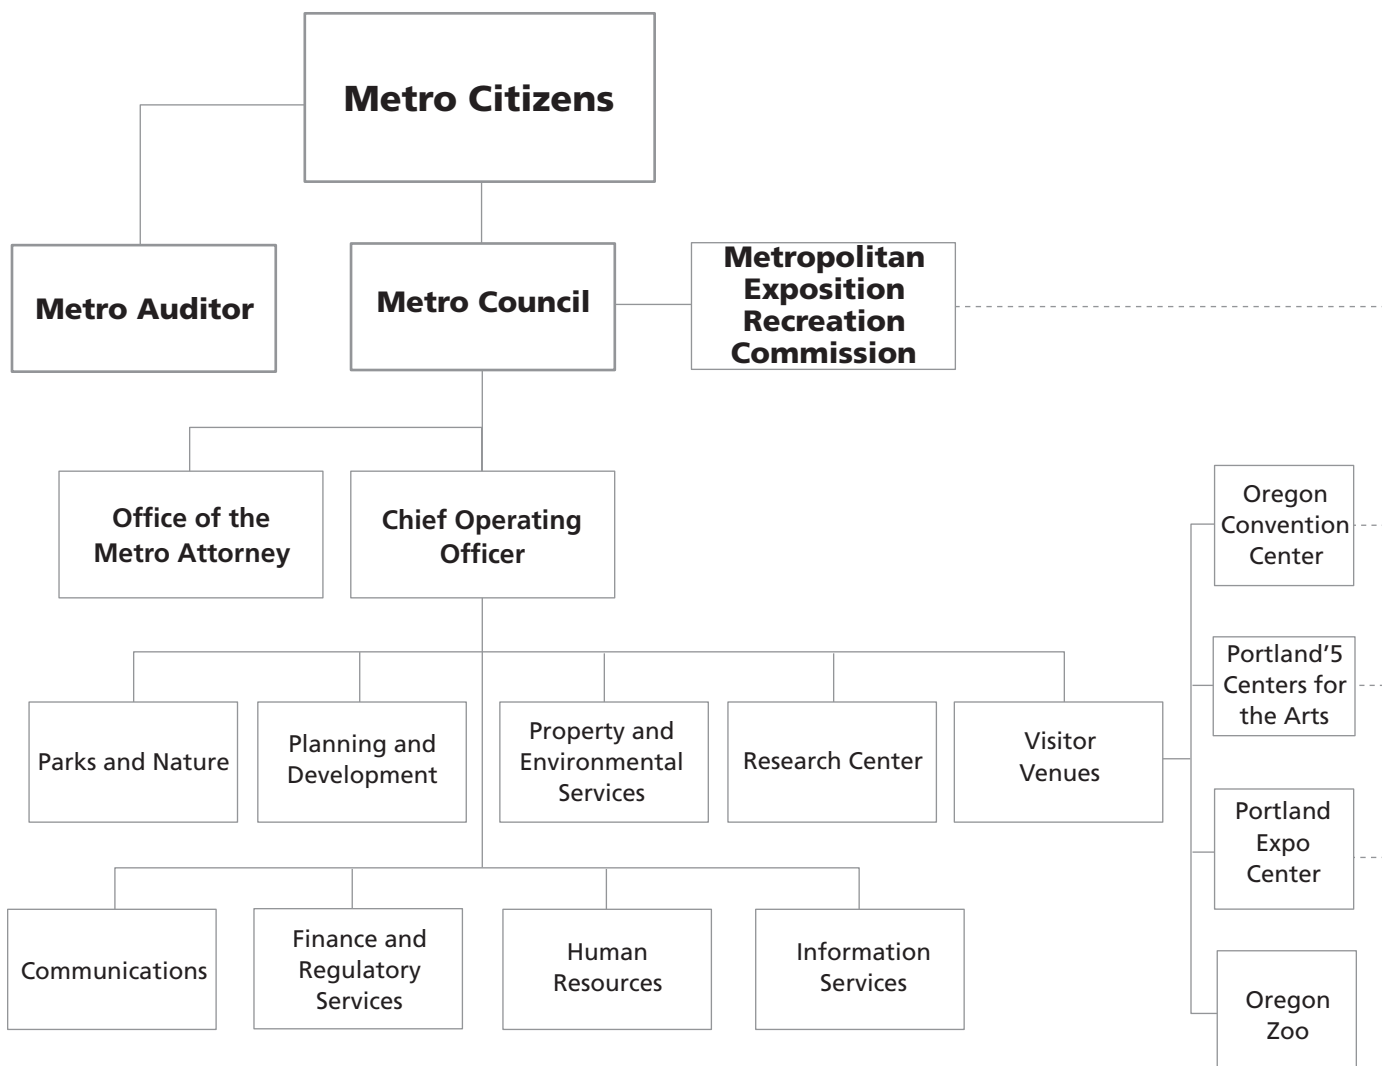 Metro Citizens
Metro Auditor
Metro Council
Metropolitan
Exposition
Recreation
Commission
Office of the
Metro Attorney
Chief Operating
Officer
Oregon
Convention
Center
Portland'5
Centers for
the Arts
Portland
Expo
Center
Oregon
Zoo
Parks and Nature
Planning and
Development
Property and
Environmental
Services
Research Center
Visitor
Venues
Communications
Finance and
Regulatory
Services
Human
Resources
Information
Services